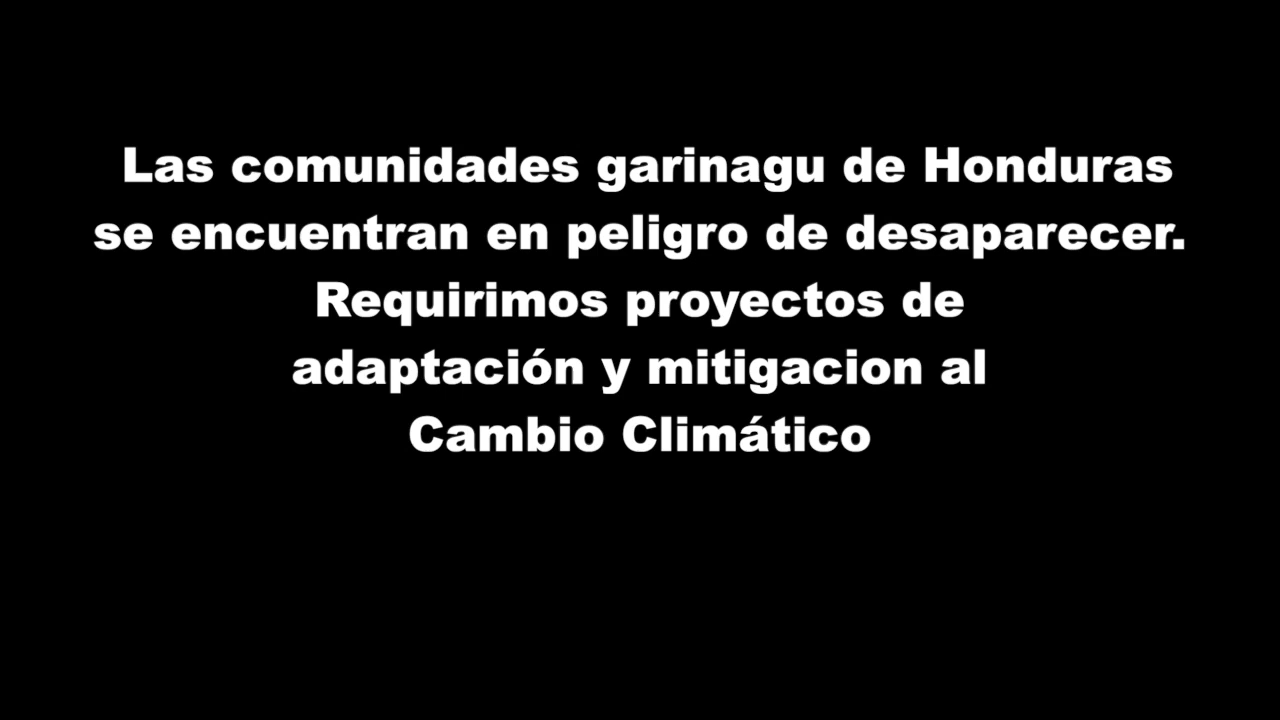 Las comunidades garinagu de Honduras
se encuentran en peligro de desaparecer.
Requirimos proyectos de
adaptación y mitigacion al
Cambio Climático